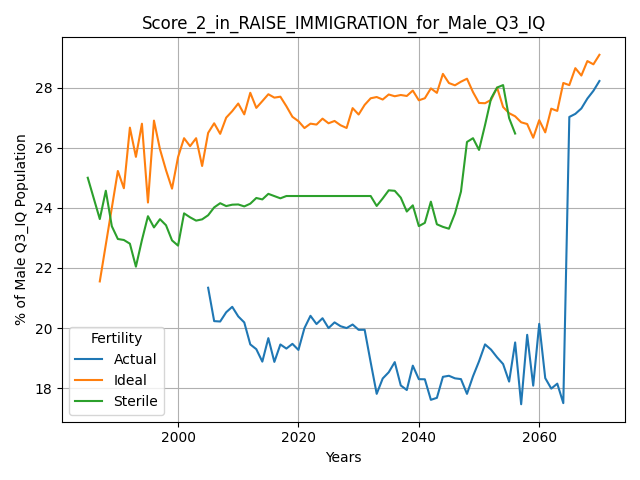 Score_2_in_RAISE_IMMIGRATION_for_Male_Q3_IQ
% of Male Q3_IQ Population
28
26
24
22
20
18
Fertility
Actual
Ideal
Sterile
2000
2020
2040
2060
Years